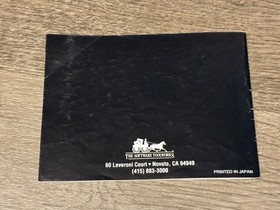 THE SOFTWARE TOOLWORKS
60 Leveroni Court • Novato, CA 94949
(415) 883-3000
PRINTED IN JAPAN